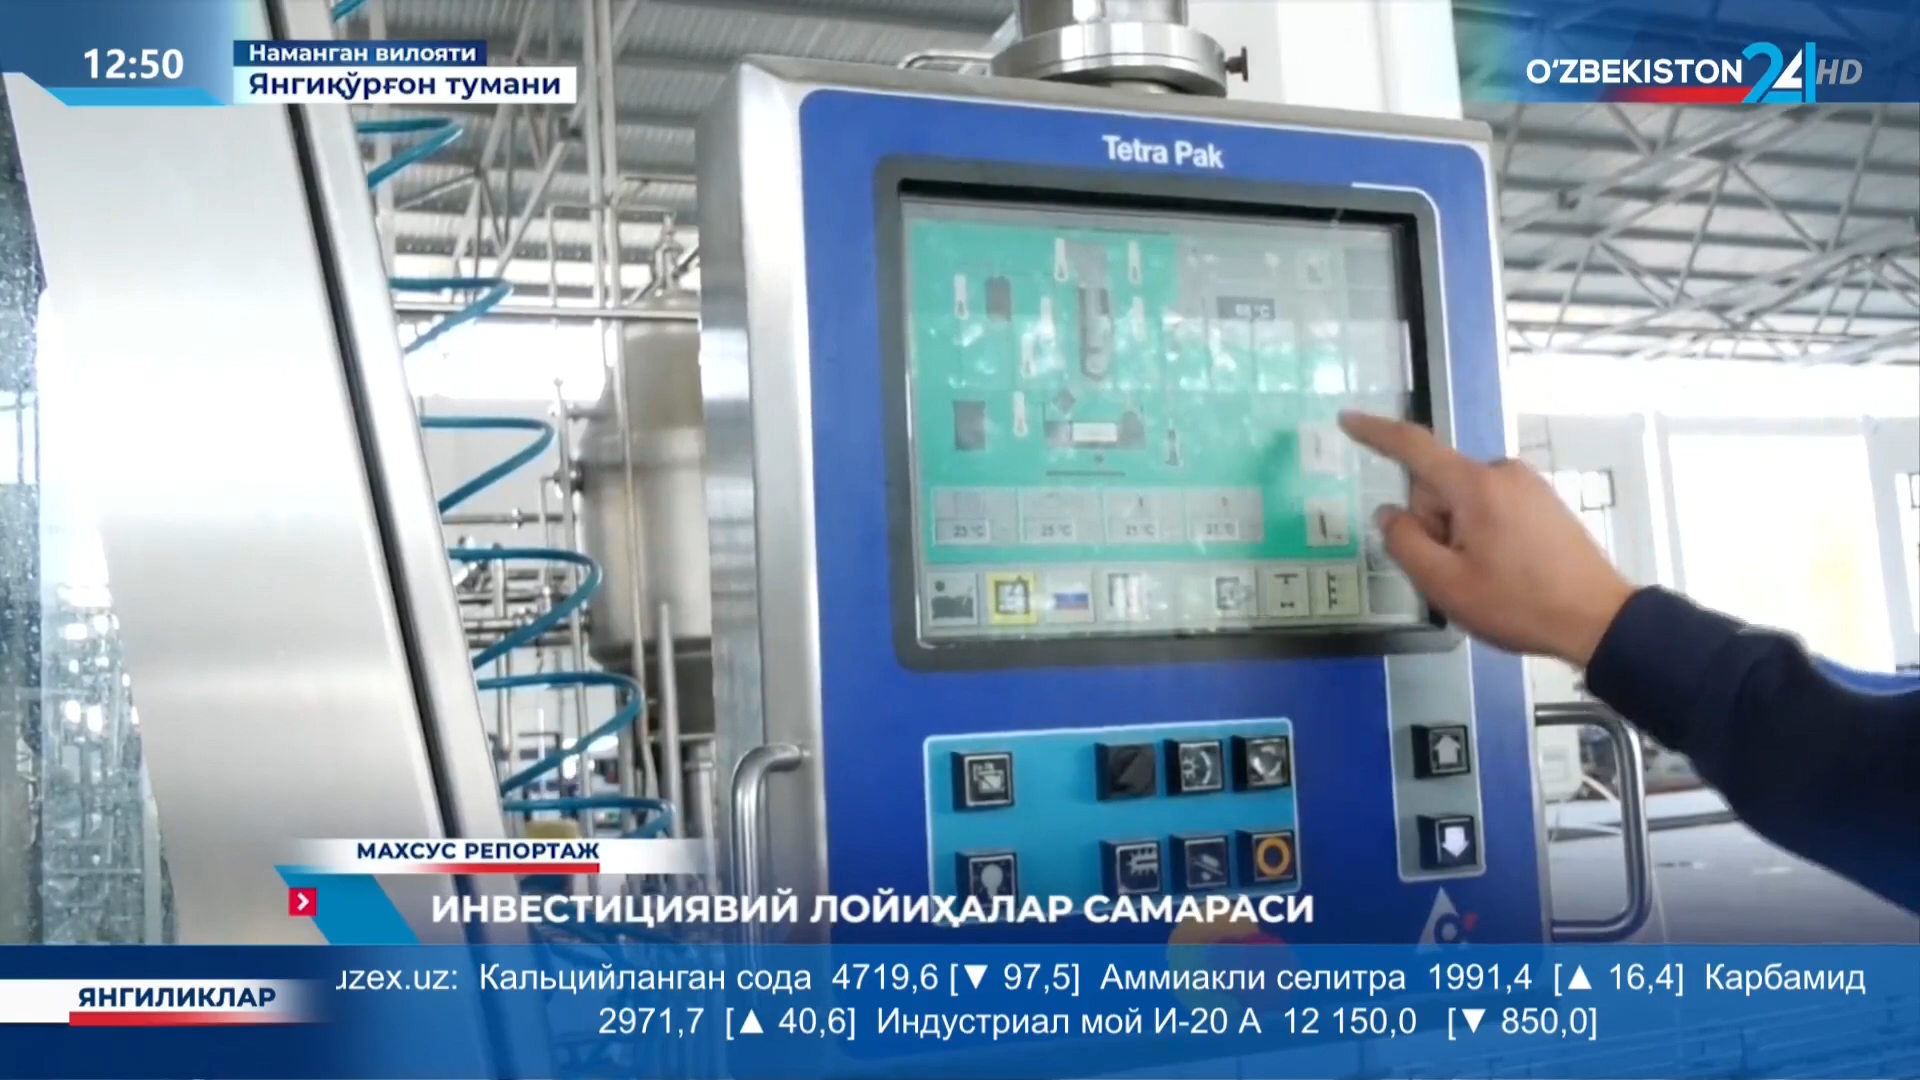 12:50
Наманган вилояти
Янгиқўрғон тумани
O‘ZBEKISTON 24 HD
Tetra Pak
МАХСУС РЕПОРТАЖ
ИНВЕСТИЦИЯВИЙ ЛОЙИҲАЛАР САМАРАСИ
ЯНГИЛИКЛАР
uzex.uz: Кальцийланган сода 4719,6 [▼ 97,5] Аммиакли селитра 1991,4 [▲ 16,4] Карбамид
2971,7 [▲ 40,6] Индустриал мой И-20 А 12 150,0 [▼ 850,0]